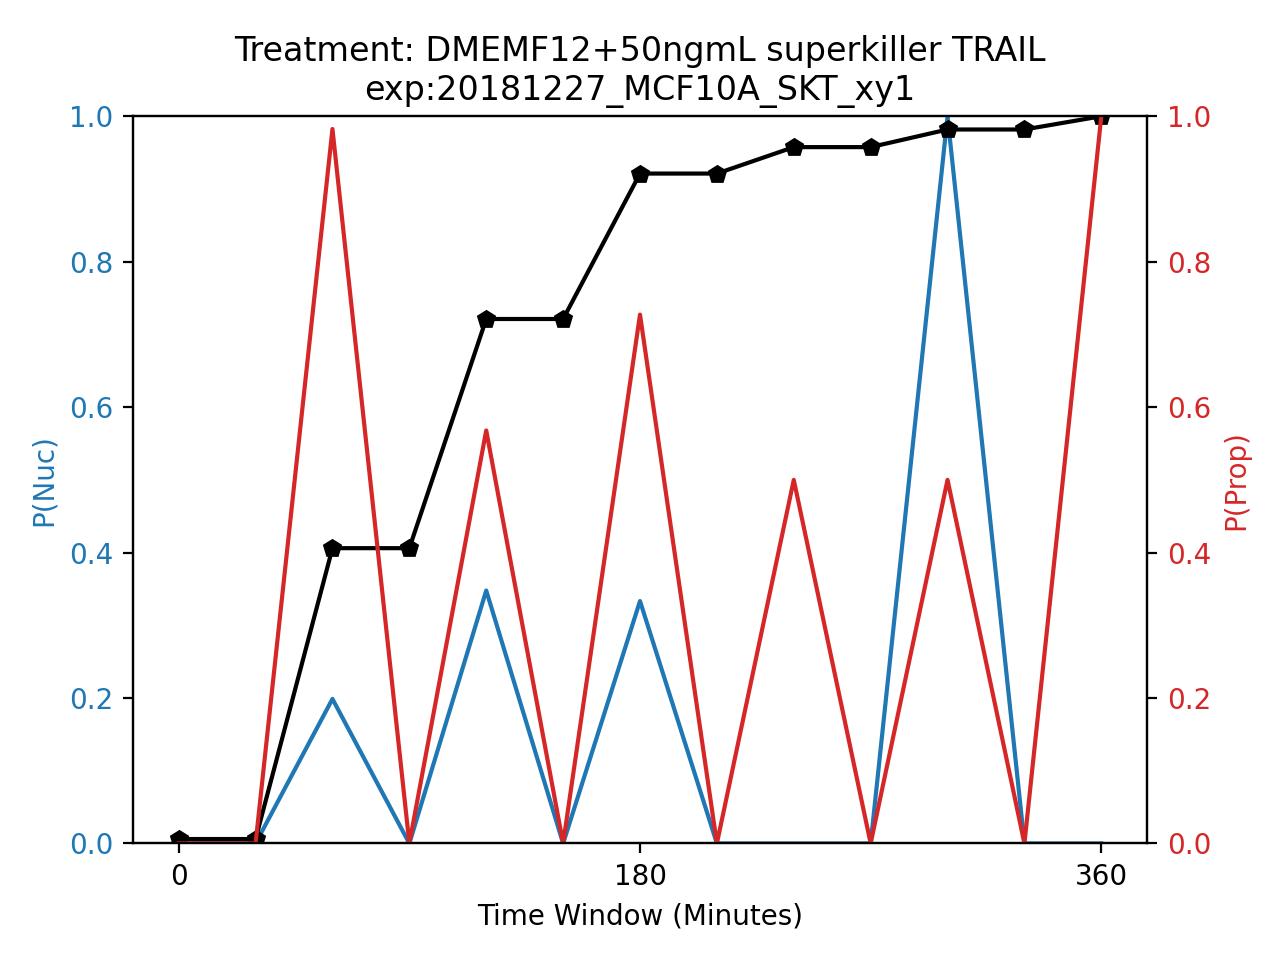 Treatment: DMEMF12+50ngmL superkiller TRAIL
exp:20181227_MCF10A_SKT_xy1
1.0
0.8
0.6
0.4
0.2
0.0
P(Nuc)
1.0
0.8
0.6
0.4
0.2
0.0
P(Prop)
0 180 360
Time Window (Minutes)